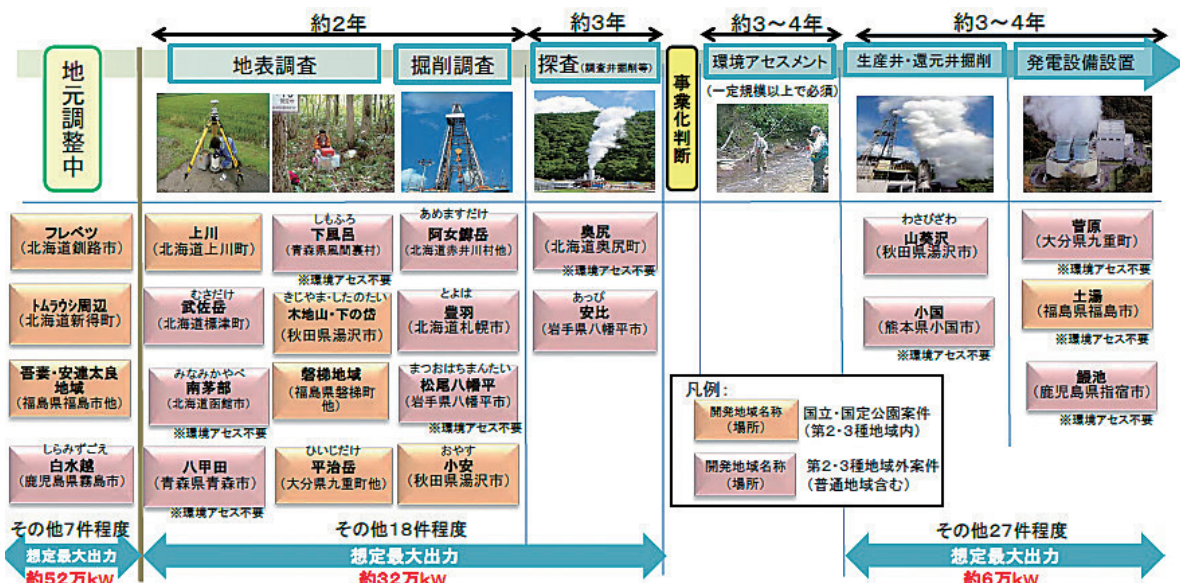 約2年
約3年
約3～4年
約3～4年
地元調整中
地表調査
掘削調査
探査(調査井掘削等)
事業化判断
環境アセスメント
(一定規模以上で必須)
生産井・還元井掘削
発電設備設置
フレベツ
(北海道釧路市)
トムラウシ周辺
(北海道新得町)
吾妻・安達太良
地域
(福島県福島市他)
しらみずごえ
白水越
(鹿児島県霧島市)
上川
(北海道上川町)
むさだけ
武佐岳
(北海道標津町)
みなみかやべ
南茅部
(北海道函館市)
※環境アセス不要
八甲田
(青森県青森市)
※環境アセス不要
しもふろ
下風呂
(青森県風間裏村)
※環境アセス不要
きじやま・したのたい
木地山・下の岱
(秋田県湯沢市)
磐梯地域
(福島県磐梯町
他)
ひいじだけ
平治岳
(大分県九重町他)
あめますだけ
阿女鱒岳
(北海道赤井川村他)
とよは
豊羽
(北海道札幌市)
まつおはちまんたい
松尾八幡平
(岩手県八幡平市)
※環境アセス不要
おやす
小安
(秋田県湯沢市)
奥尻
(北海道奥尻町)
※環境アセス不要
あっぴ
安比
(岩手県八幡平市)
わさびざわ
山葵沢
(秋田県湯沢市)
小国
(熊本県小国市)
※環境アセス不要
菅原
(大分県九重町)
※環境アセス不要
土湯
(福島県福島市)
※環境アセス不要
鰻池
(鹿児島県指宿市)
※環境アセス不要
凡例：
開発地域名称
(場所)
国立・国定公園案件
(第2・3種地域内)
開発地域名称
(場所)
第2・3種地域外案件
(普通地域含む)
その他7件程度
想定最大出力
約52万kW
その他18件程度
想定最大出力
約32万kW
その他27件程度
想定最大出力
約6万kW